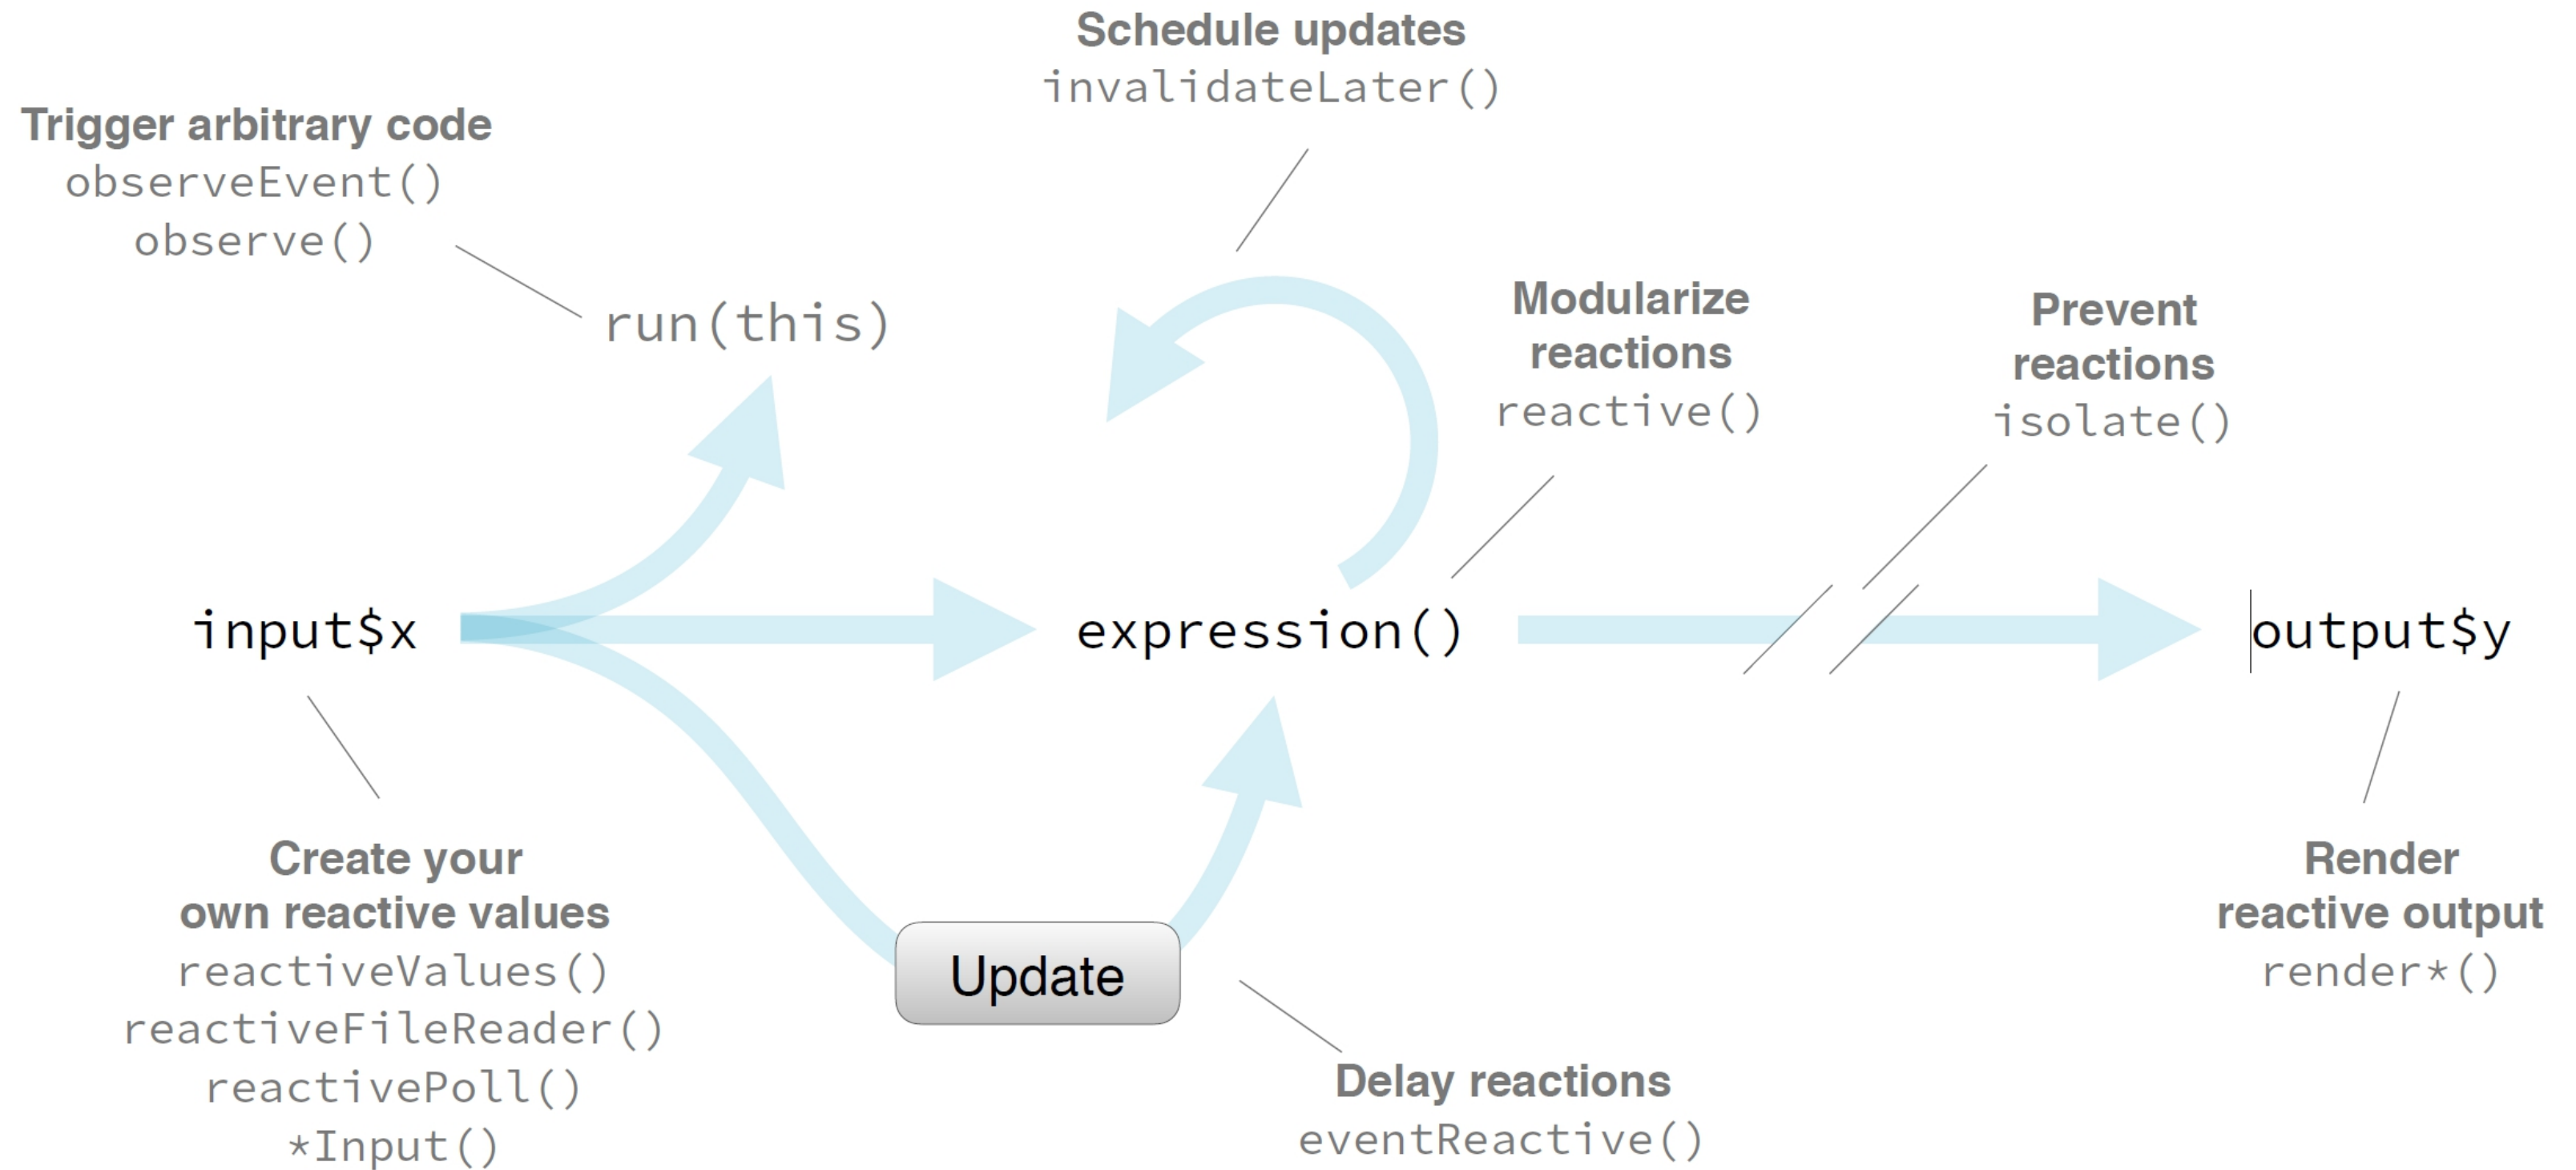 Schedule updates
invalidateLater()
Trigger arbitrary code
observeEvent()
observe()
run(this)
Modularize
reactions
reactive()
Prevent
reactions
isolate()
input$x
expression()
output$y
Create your
own reactive values
reactiveValues()
reactiveFileReader()
reactivePoll()
*Input()
Update
Delay reactions
eventReactive()
Render
reactive output
render*()